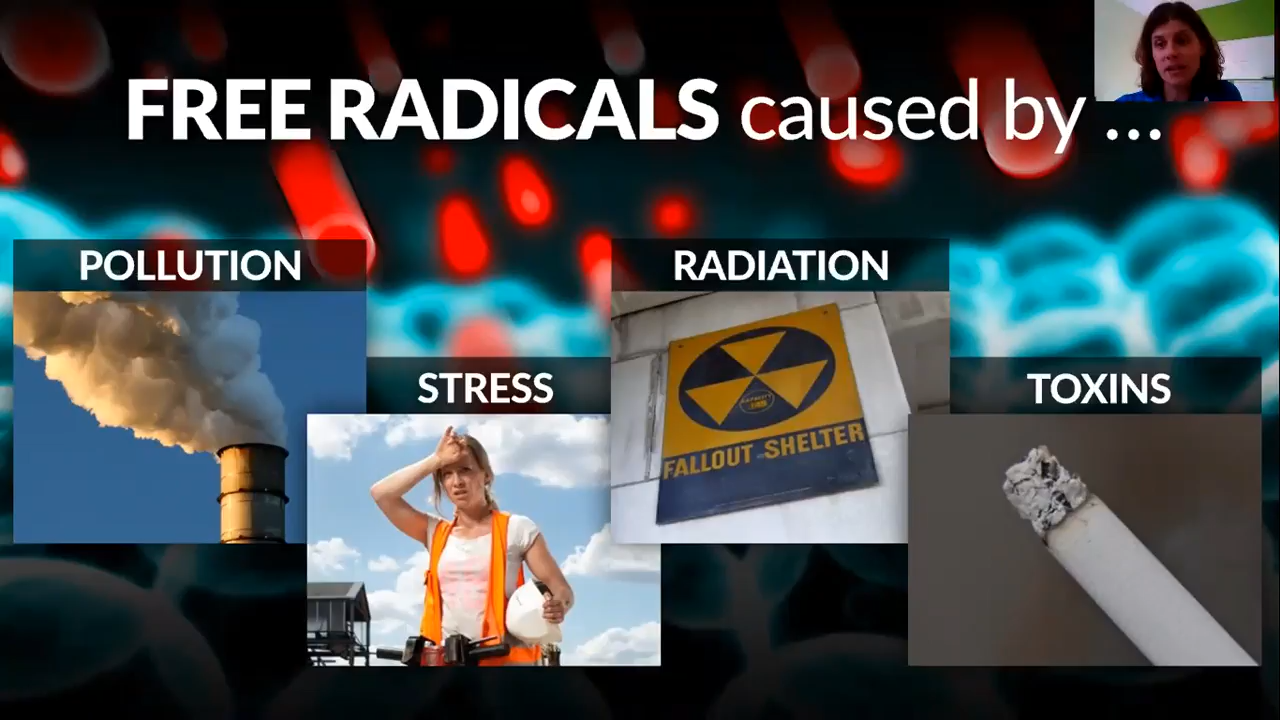 FREE RADICALS caused by ...
POLLUTION
RADIATION
STRESS
TOXINS
FALLOUT SHELTER